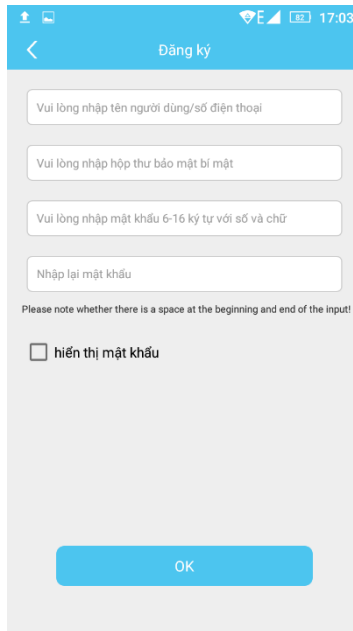 E 82 17:03
Đăng ký
Vui lòng nhập tên người dùng/số điện thoại
Vui lòng nhập hộp thư bảo mật bí mật
Vui lòng nhập mật khẩu 6-16 ký tự với số và chữ
Nhập lại mật khẩu
Please note whether there is a space at the beginning and end of the input!
hiển thị mật khẩu
OK